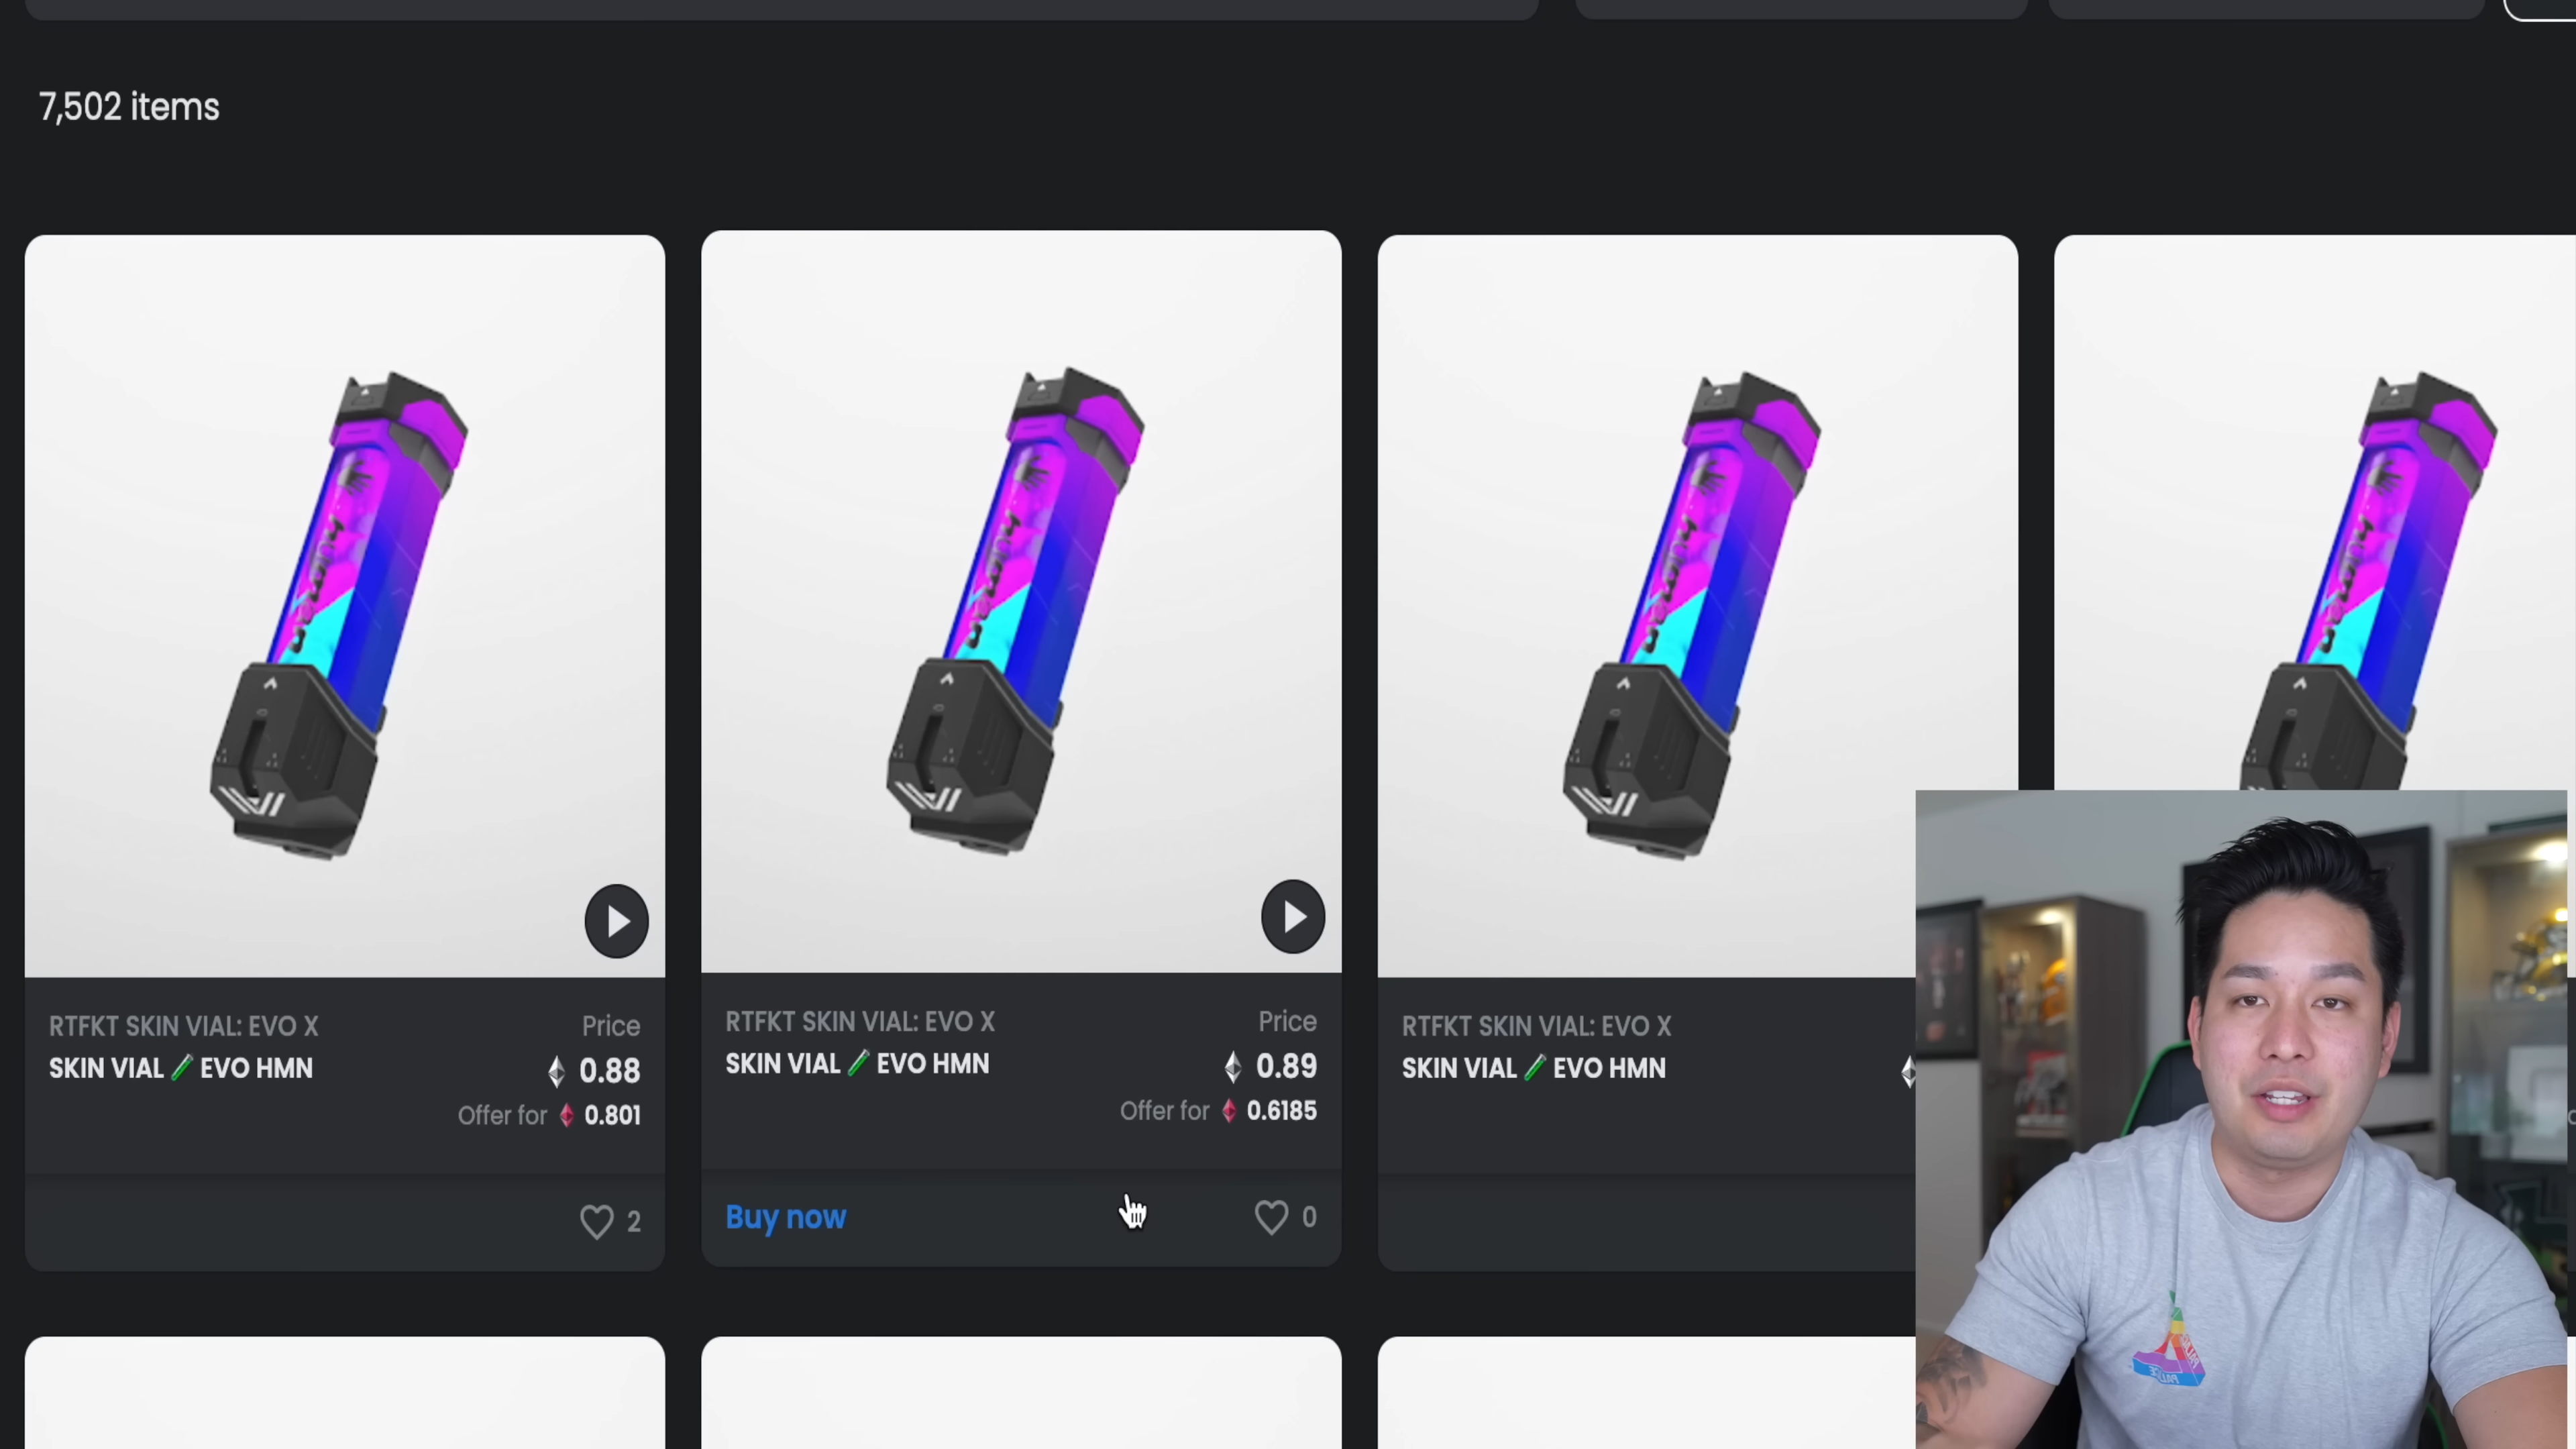 7,502 items
RTFKT SKIN VIAL: EVO X Price
SKIN VIAL EVO HMN 0.88
Offer for 0.801
2
RTFKT SKIN VIAL: EVO X Price
SKIN VIAL EVO HMN 0.89
Offer for 0.6185
Buy now 0
RTFKT SKIN VIAL: EVO X
SKIN VIAL EVO HMN